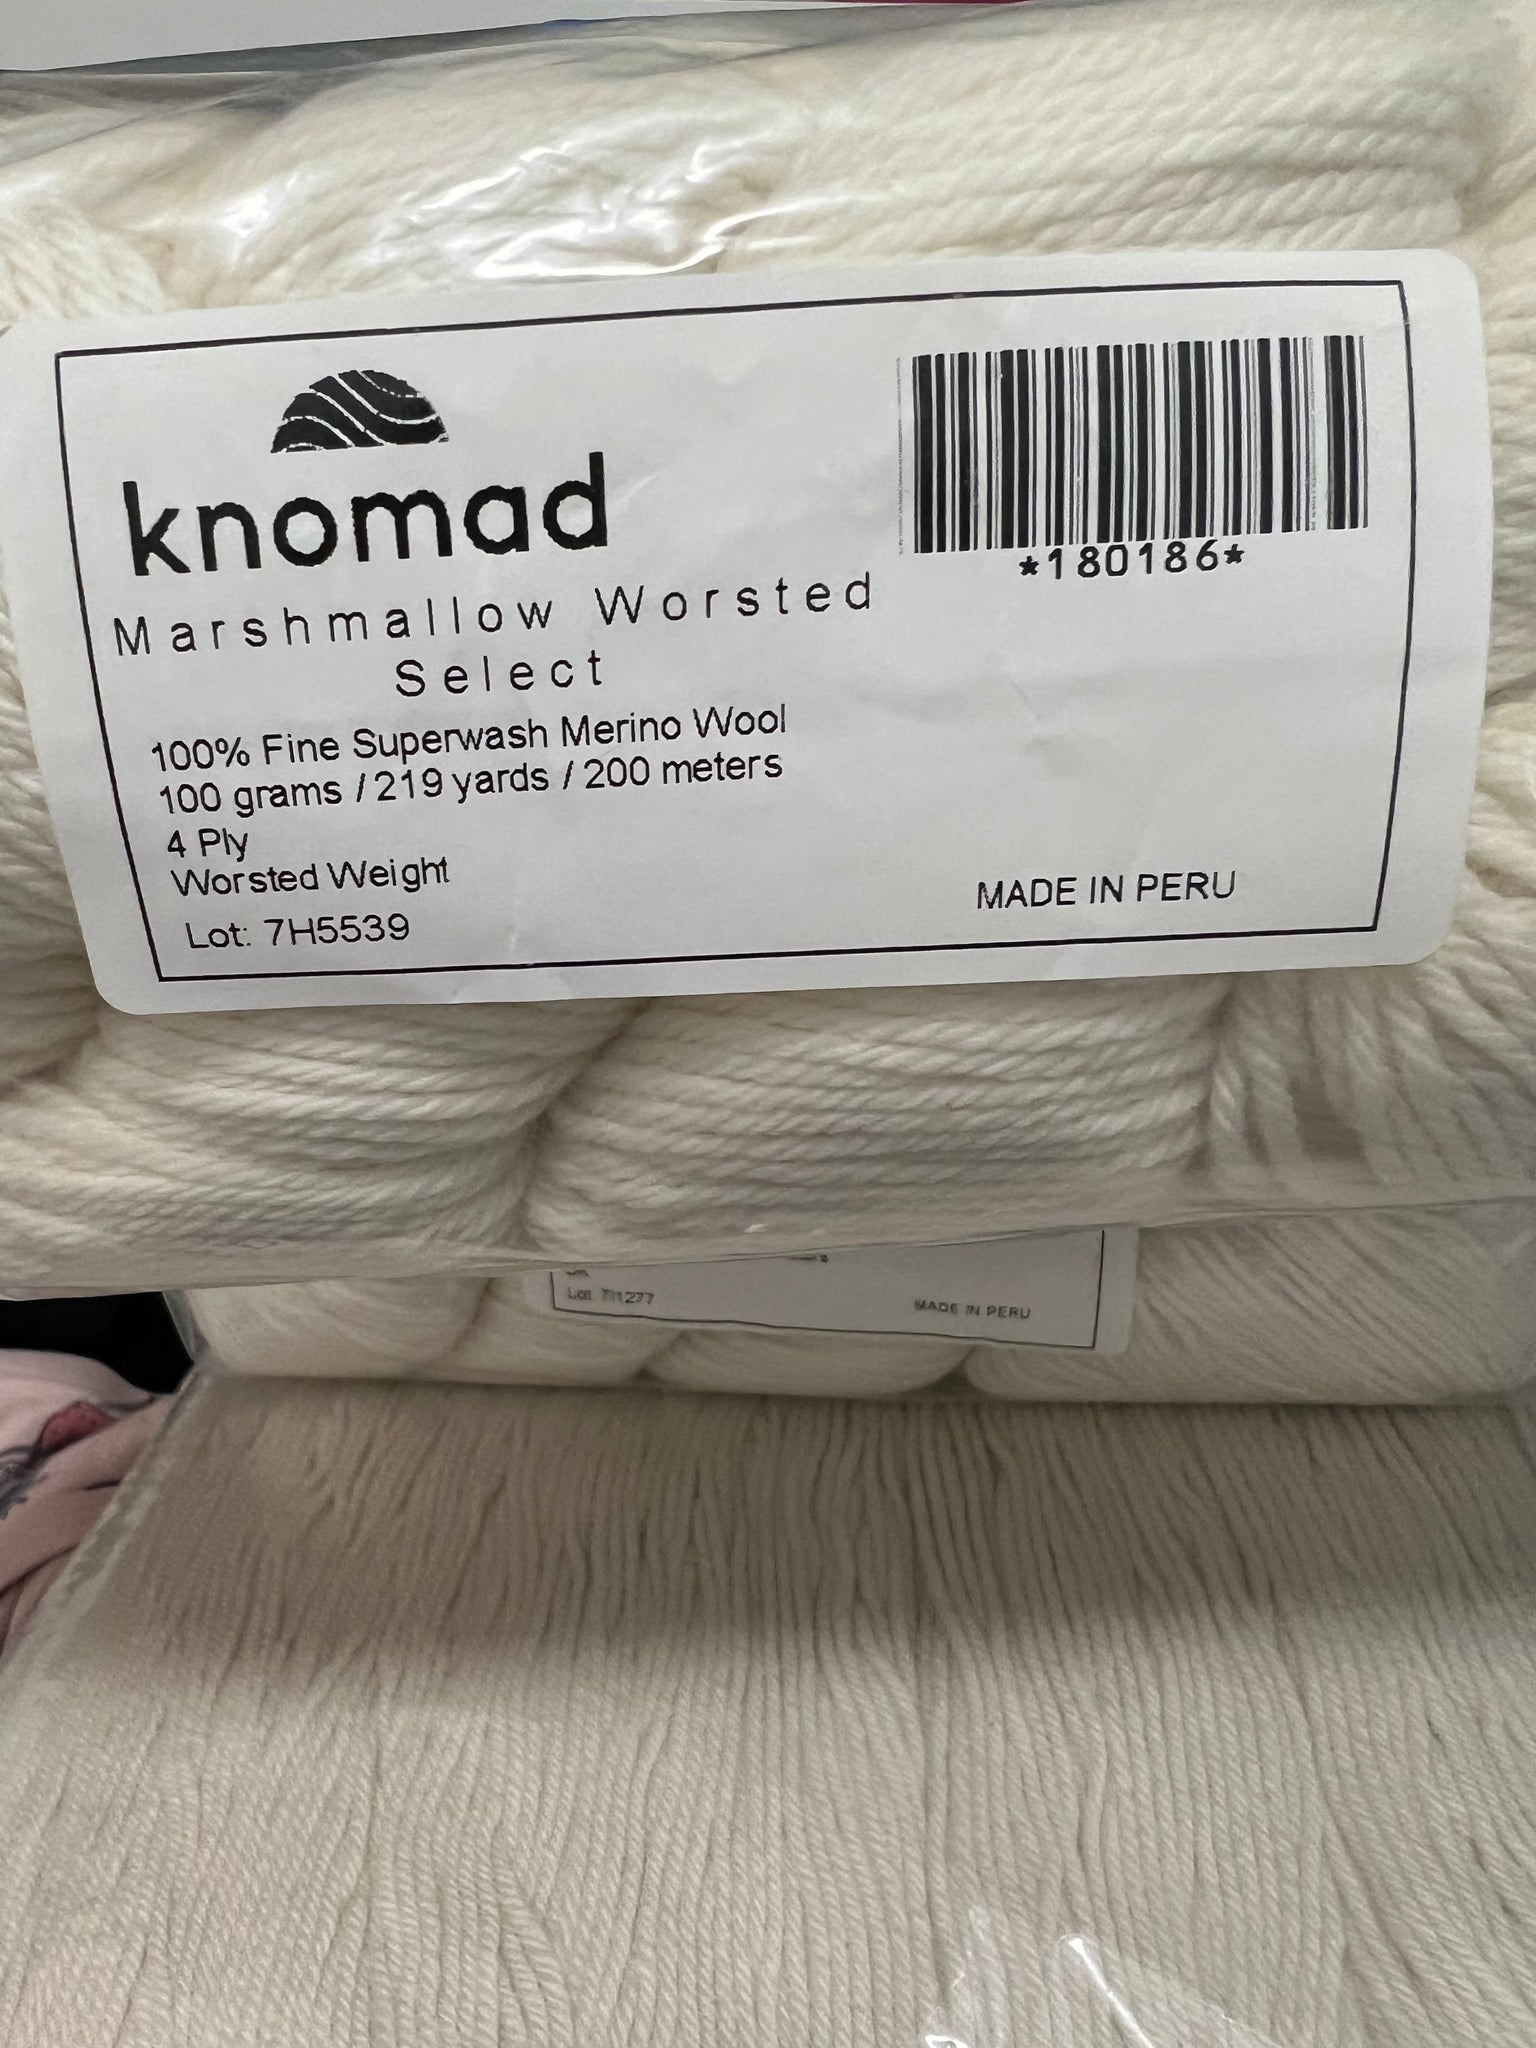 knomad
*180186*
Marshmallow Worsted
Select
100% Fine Superwash Merino Wool
100 grams / 219 yards / 200 meters
4 Ply
Worsted Weight
Lot: 7H5539
MADE IN PERU
Lot:
MADE IN PERU